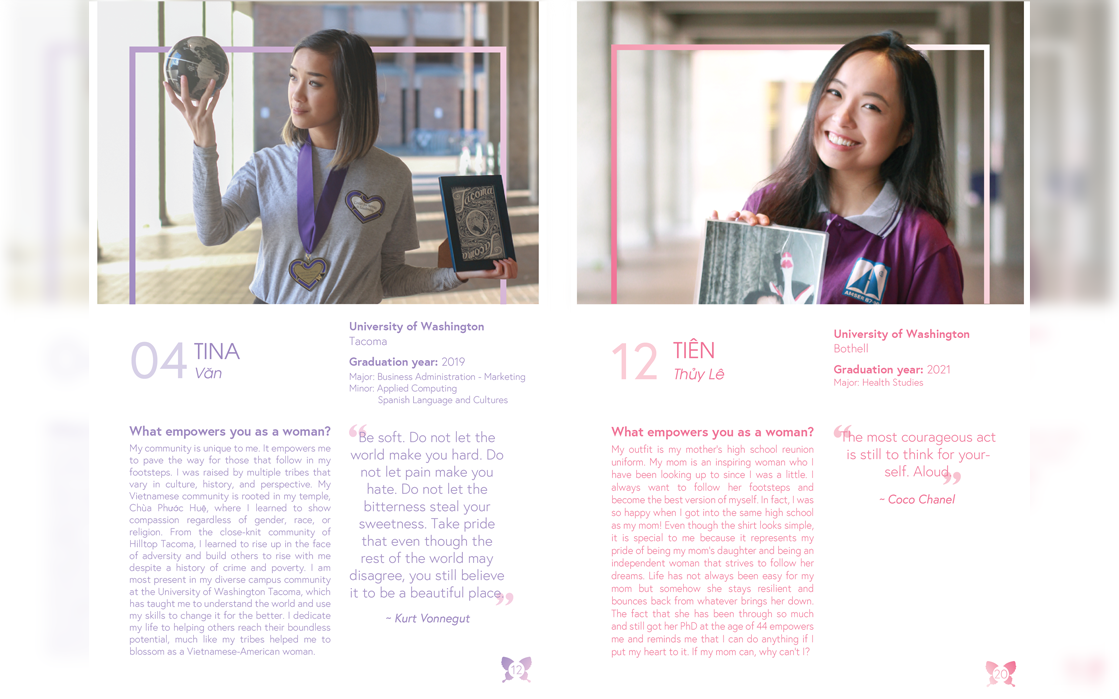 Tacoma
04 TINA
Văn
University of Washington
Tacoma
Graduation year: 2019
Major: Business Administration - Marketing
Minor: Applied Computing
Spanish Language and Cultures
What empowers you as a woman?
My community is unique to me. It empowers me
to pave the way for those that follow in my
footsteps. I was raised by multiple tribes that
vary in culture, history, and perspective. My
Vietnamese community is rooted in my temple,
Chùa Phước Huệ, where I learned to show
compassion regardless of gender, race, or
religion. From the close-knit community of
Hilltop Tacoma, I learned to rise up in the face
of adversity and build others to rise with me
despite a history of crime and poverty. I am
most present in my diverse campus community
at the University of Washington Tacoma, which
has taught me to understand the world and use
my skills to change it for the better. I dedicate
my life to helping others reach their boundless
potential, much like my tribes helped me to
blossom as a Vietnamese-American woman.
“Be soft. Do not let the
world make you hard. Do
not let pain make you
hate. Do not let the
bitterness steal your
sweetness. Take pride
that even though the
rest of the world may
disagree, you still believe
it to be a beautiful place.”
- Kurt Vonnegut
12
12 TIÊN
Thủy Lê
University of Washington
Bothell
Graduation year: 2021
Major: Health Studies
What empowers you as a woman?
My outfit is my mother's high school reunion
uniform. My mom is an inspiring woman who I
have been looking up to since I was a little. I
always want to follow her footsteps and
become the best version of myself. In fact, I was
so happy when I got into the same high school
as my mom! Even though the shirt looks simple,
it is special to me because it represents my
pride of being my mom's daughter and being an
independent woman that strives to follow her
dreams. Life has not always been easy for my
mom but somehow she stays resilient and
bounces back from whatever brings her down.
The fact that she has been through so much
and still got her PhD at the age of 44 empowers
me and reminds me that I can do anything if I
put my heart to it. If my mom can, why can't I?
“The most courageous act
is still to think for your-
self. Aloud.”
- Coco Chanel
20